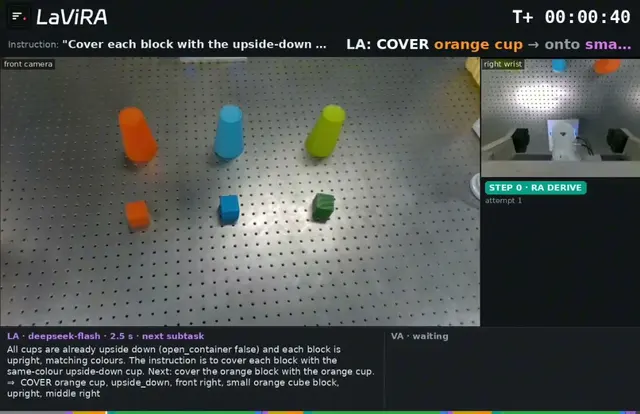 LaViRA
T+ 00:00:40
Instruction: "Cover each block with the upside-down ...
LA: COVER orange cup → onto sma...
front camera
right wrist
STEP 0 · RA DERIVE
attempt 1
LA · deepseek-flash · 2.5 s · next subtask
VA · waiting
All cups are already upside down (open_container false) and each block is
upright, matching colours. The instruction is to cover each block with the
same-colour upside-down cup. Next: cover the orange block with the orange cup.
⇒ COVER orange cup, upside_down, front right, small orange cube block,
upright, middle right